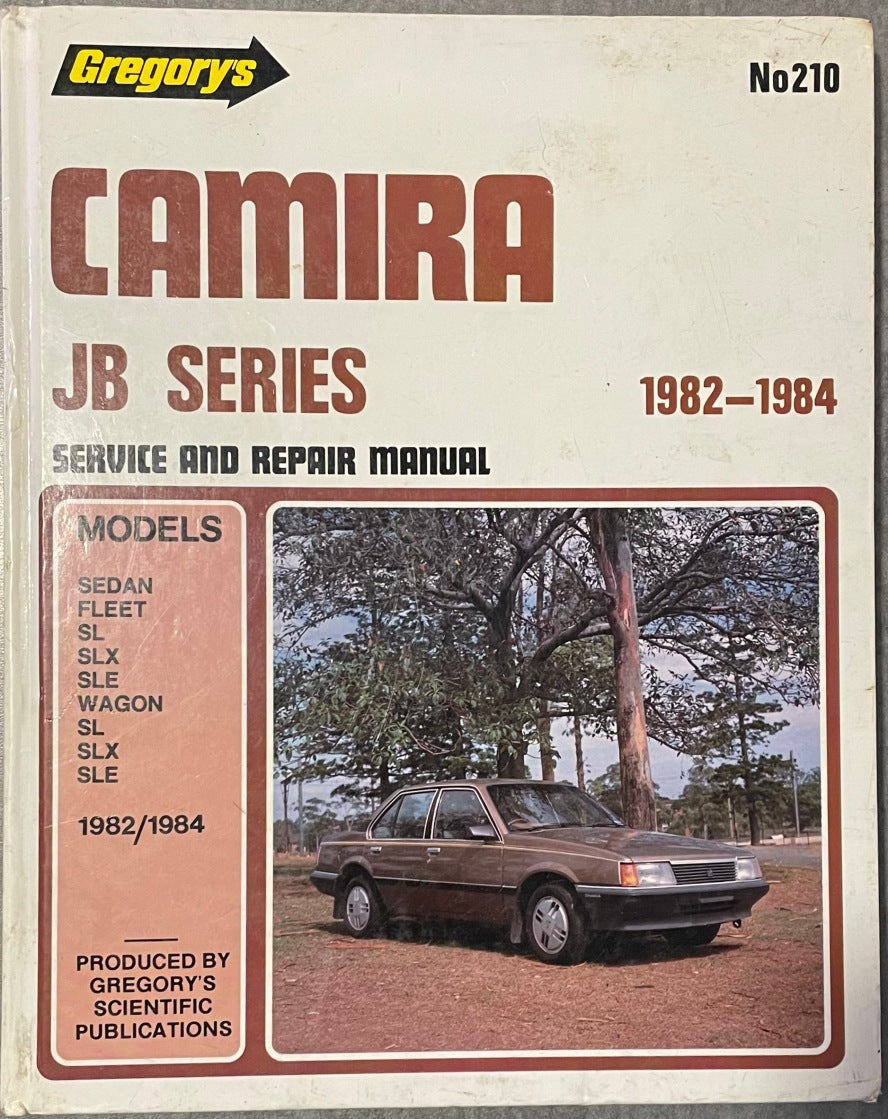 Gregory's
No210
CAMIRA
JB SERIES
1982–1984
SERVICE AND REPAIR MANUAL
MODELS
SEDAN
FLEET
SL
SLX
SLE
WAGON
SL
SLX
SLE
1982/1984
PRODUCED BY
GREGORY'S
SCIENTIFIC
PUBLICATIONS